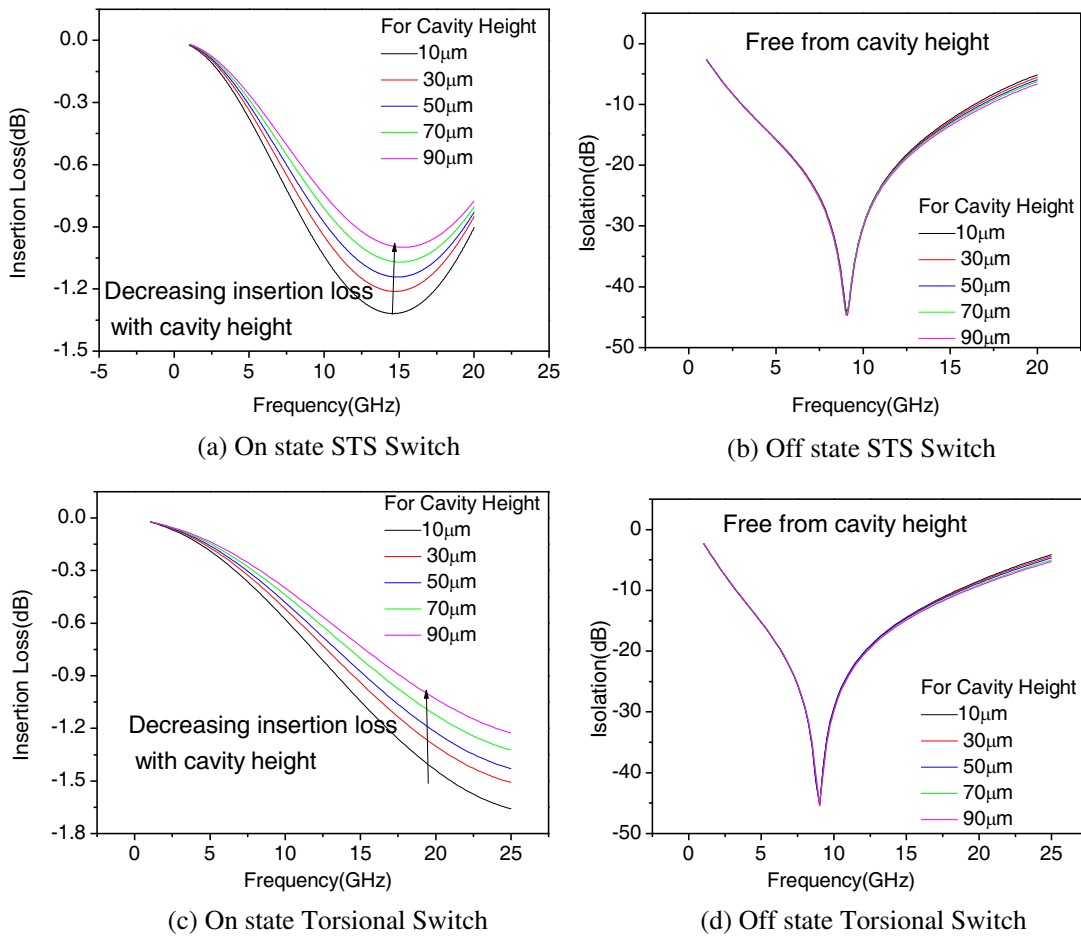 For Cavity Height
10μm
30μm
50μm
70μm
90μm
0.0
-0.3
-0.6
-0.9
-1.2
-1.5
Insertion Loss(dB)
Decreasing insertion loss
with cavity height
-5 0 5 10 15 20 25
Frequency(GHz)
(a) On state STS Switch
Free from cavity height
0
-10
-20
-30
-40
-50
Isolation(dB)
For Cavity Height
10μm
30μm
50μm
70μm
90μm
0 5 10 15 20
Frequency(GHz)
(b) Off state STS Switch
For Cavity Height
10μm
30μm
50μm
70μm
90μm
0.0
-0.3
-0.6
-0.9
-1.2
-1.5
-1.8
Insertion Loss(dB)
Decreasing insertion loss
with cavity height
0 5 10 15 20 25
Frequency(GHz)
(c) On state Torsional Switch
Free from cavity height
0
-10
-20
-30
-40
-50
Isolation(dB)
For Cavity Height
10μm
30μm
50μm
70μm
90μm
0 5 10 15 20 25
Frequency(GHz)
(d) Off state Torsional Switch